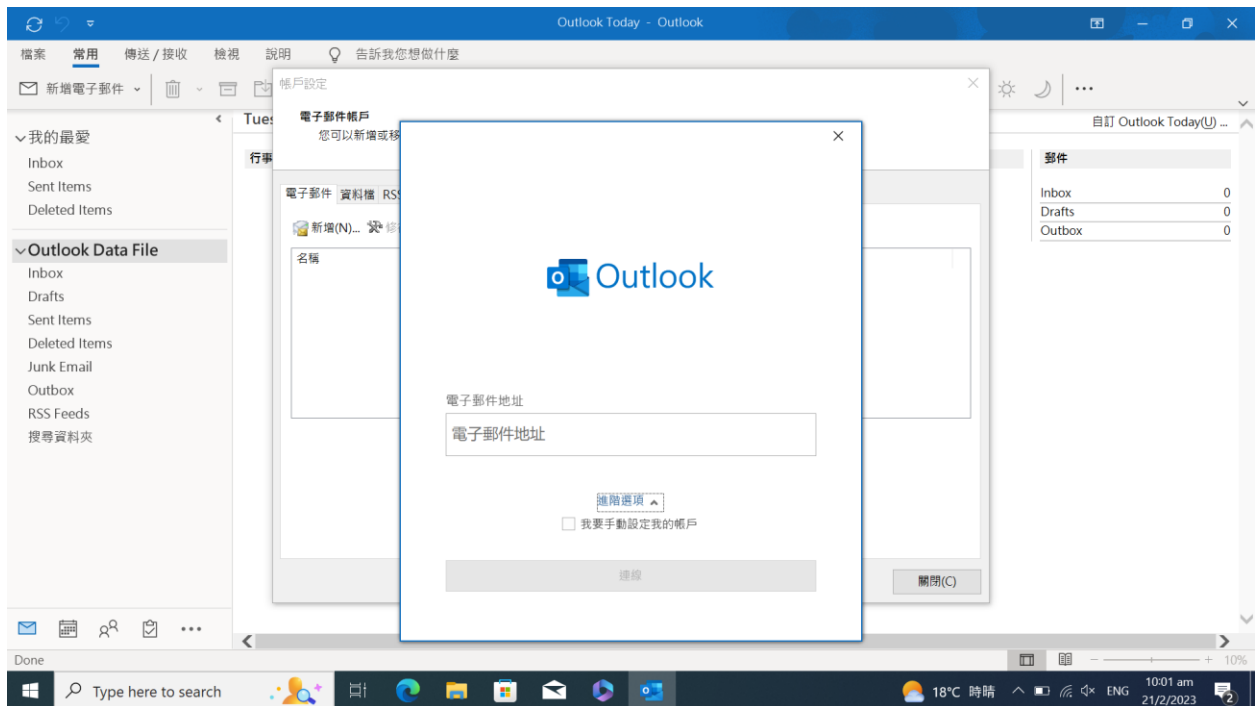 Outlook Today - Outlook
檔案 常用 傳送 / 接收 檢視 說明 告訴我您想做什麼
新增電子郵件
帳戶設定
電子郵件帳戶
您可以新增或移
電子郵件 資料檔 RSS
新增(N)...
名稱
關閉(C)
我的最愛
Inbox
Sent Items
Deleted Items
Outlook Data File
Inbox
Drafts
Sent Items
Deleted Items
Junk Email
Outbox
RSS Feeds
搜尋資料夾
Tues
行事
Outlook
電子郵件地址
電子郵件地址
進階選項
我要手動設定我的帳戶
連線
自訂 Outlook Today(U) ...
郵件
Inbox 0
Drafts 0
Outbox 0
Done
10%
Type here to search
18°C 時晴
ENG
10:01 am
21/2/2023
2